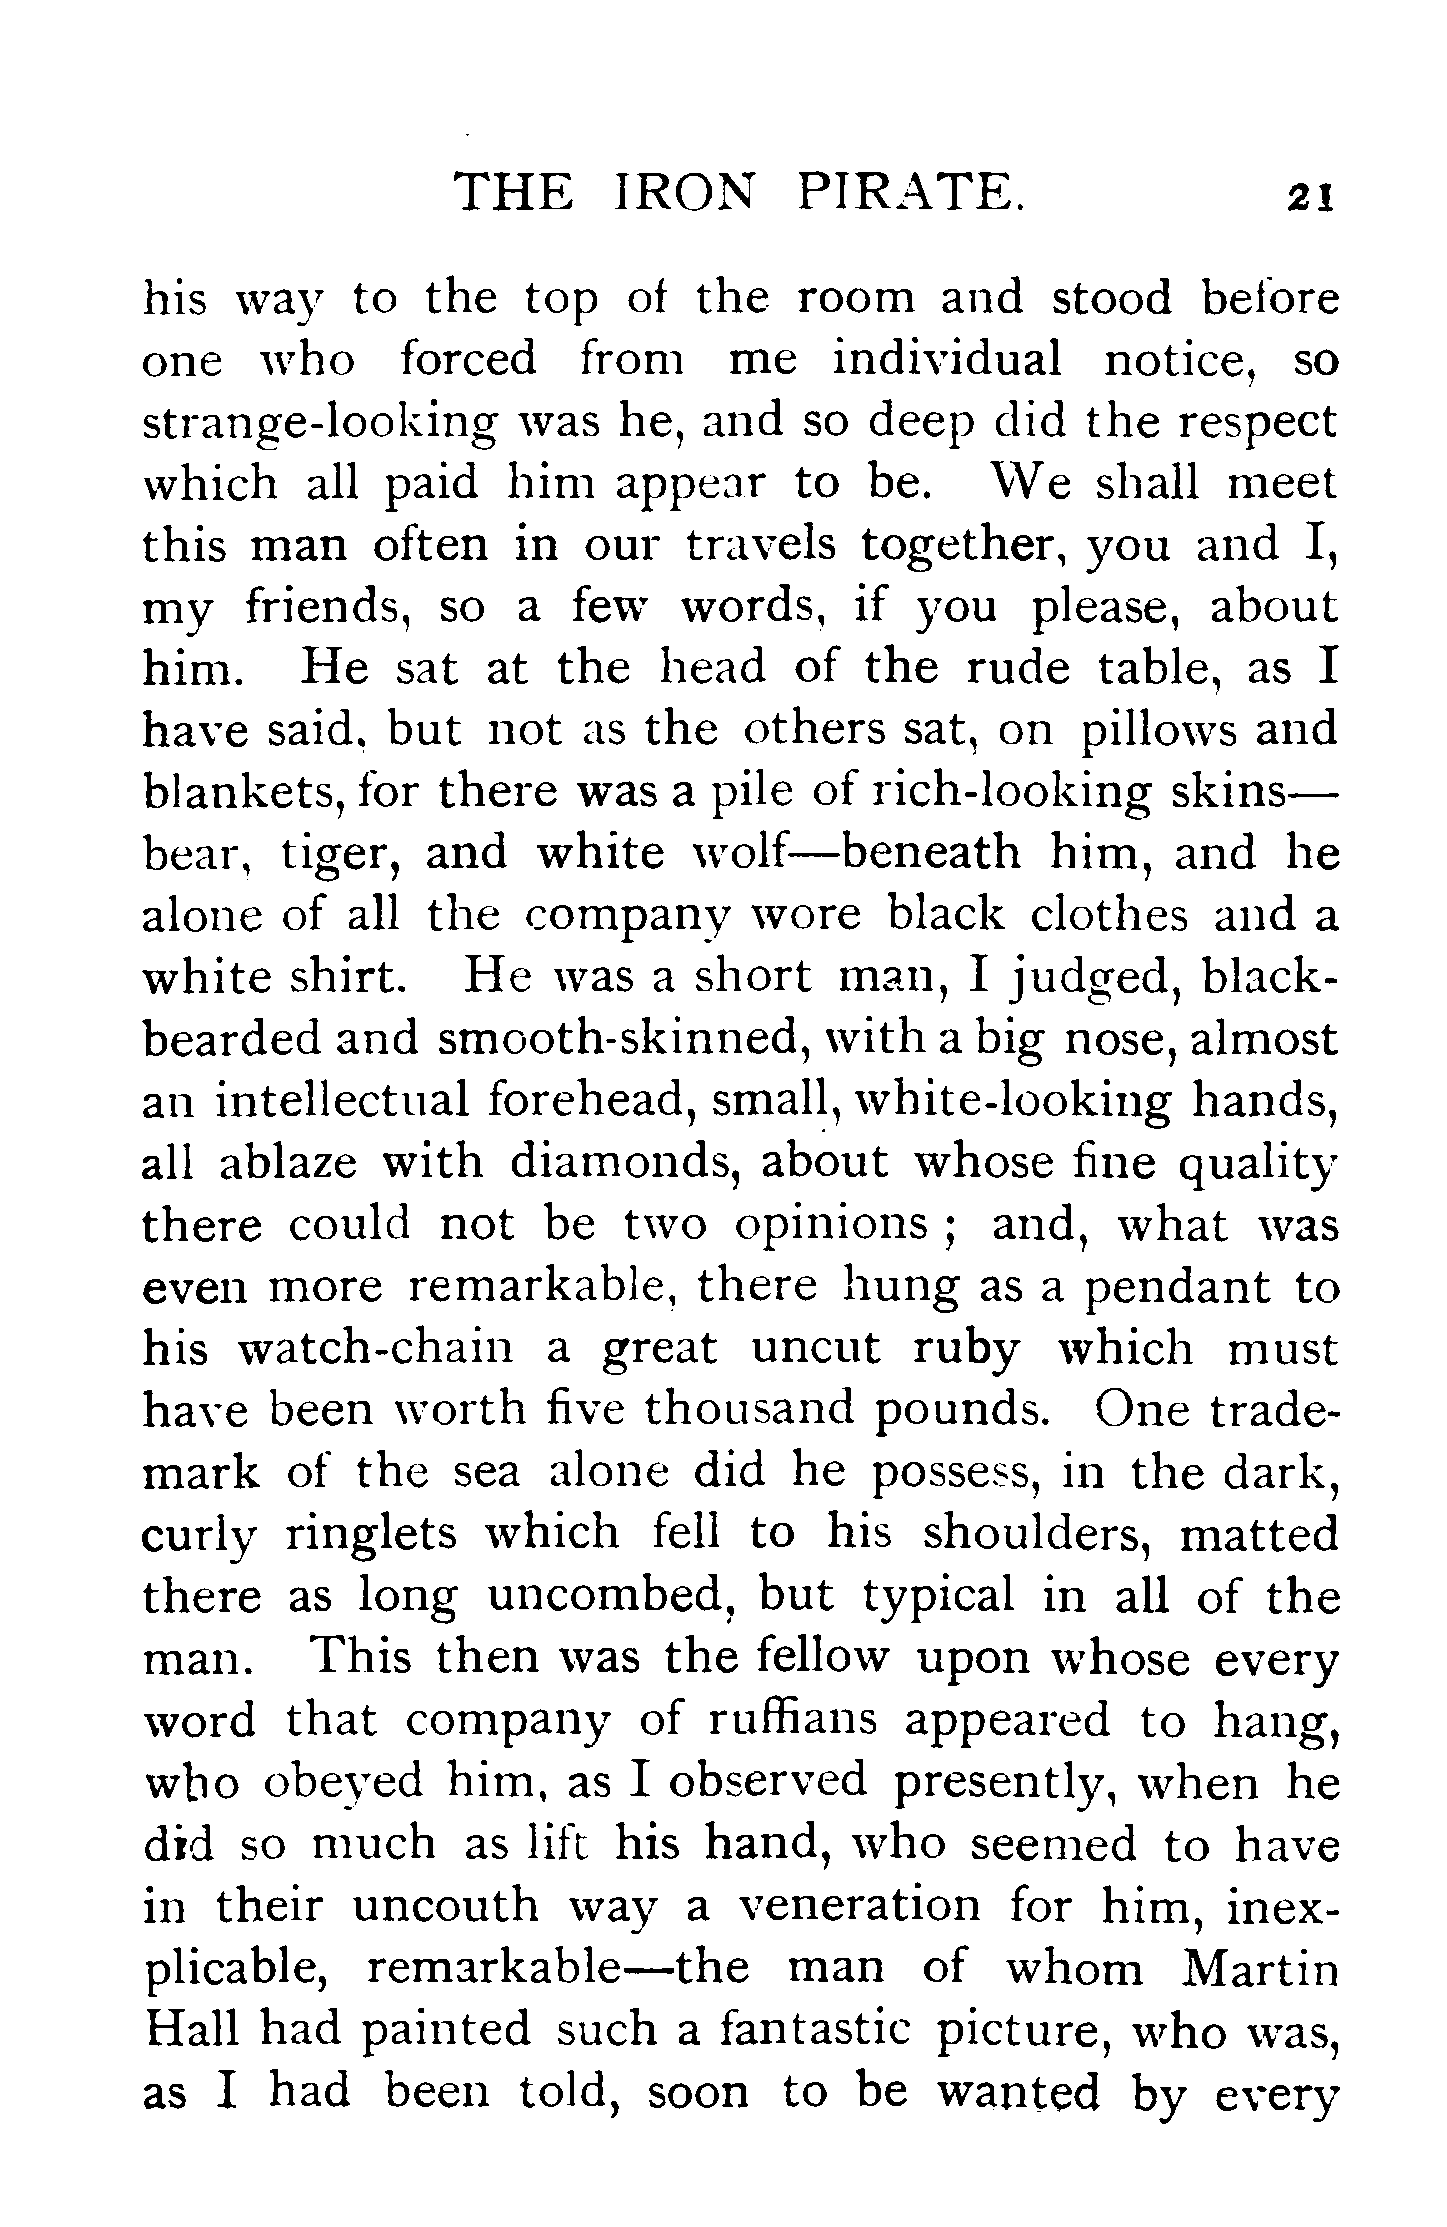 THE IRON PIRATE. 21
his way to the top of the room and stood before
one who forced from me individual notice, so
strange-looking was he, and so deep did the respect
which all paid him appear to be. We shall meet
this man often in our travels together, you and I,
my friends, so a few words, if you please, about
him. He sat at the head of the rude table, as I
have said, but not as the others sat, on pillows and
blankets, for there was a pile of rich-looking skins—
bear, tiger, and white wolf—beneath him, and he
alone of all the company wore black clothes and a
white shirt. He was a short man, I judged, black-
bearded and smooth-skinned, with a big nose, almost
an intellectual forehead, small, white-looking hands,
all ablaze with diamonds, about whose fine quality
there could not be two opinions ; and, what was
even more remarkable, there hung as a pendant to
his watch-chain a great uncut ruby which must
have been worth five thousand pounds. One trade-
mark of the sea alone did he possess, in the dark,
curly ringlets which fell to his shoulders, matted
there as long uncombed, but typical in all of the
man. This then was the fellow upon whose every
word that company of ruffians appeared to hang,
who obeyed him, as I observed presently, when he
did so much as lift his hand, who seemed to have
in their uncouth way a veneration for him, inex-
plicable, remarkable—the man of whom Martin
Hall had painted such a fantastic picture, who was,
as I had been told, soon to be wanted by every